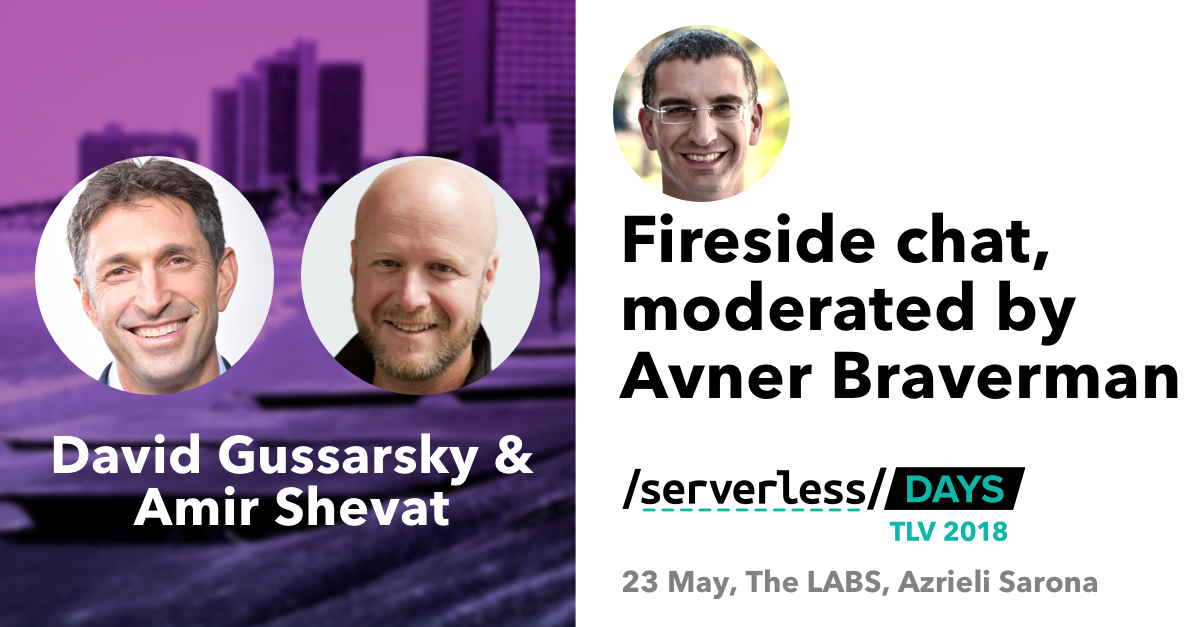 David Gussarsky &
Amir Shevat
Fireside chat,
moderated by
Avner Braverman
/serverless/ DAYS
TLV 2018
23 May, The LABS, Azrieli Sarona